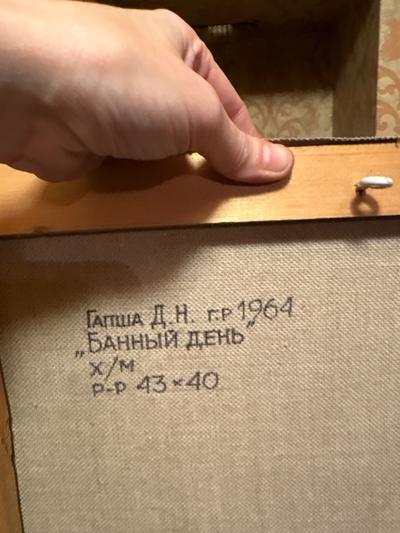 Гапша Д.Н. г.р 1964
„Банный день"
х/м
р-р 43×40